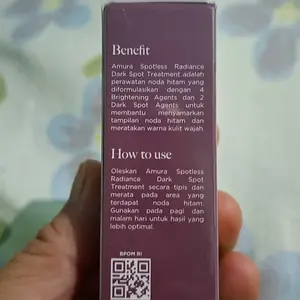 Benefit
Amura Spotless Radiance
Dark Spot Treatment adalah
perawatan noda hitam yang
diformulasikan dengan 4
Brightening Agents dan 2
Dark Spot Agents untuk
membantu menyamarkan
tampilan noda hitam dan
meratakan warna kulit wajah
How to use
Oleskan Amura Spotless
Radiance Dark Spot
Treatment secara tipis dan
merata pada area yang
terdapat noda hitam.
Gunakan pada pagi dan
malam hari untuk hasil yang
lebih optimal.
BPOM RI